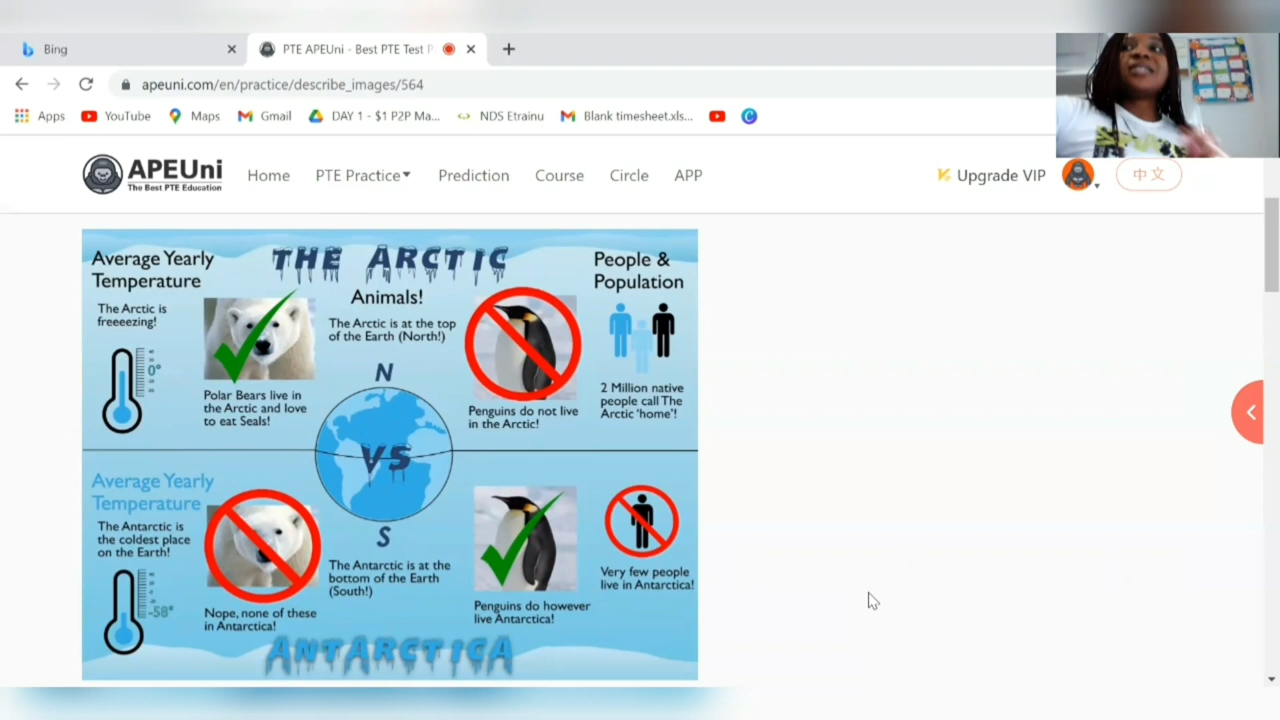 Bing
PTE APEUni - Best PTE Test P
apeuni.com/en/practice/describe_images/564
Apps
YouTube
Maps
Gmail
DAY 1 - $1 P2P Ma...
NDS Etrainu
Blank timesheet.xls...
APEUni
The Best PTE Education
Home
PTE Practice
Prediction
Course
Circle
APP
Upgrade VIP
中文
THE ARCTIC
Average Yearly
Temperature
The Arctic is
freeeezing!
0°
Polar Bears live in
the Arctic and love
to eat Seals!
Animals!
The Arctic is at the top
of the Earth (North!)
N
Penguins do not live
in the Arctic!
People &
Population
2 Million native
people call The
Arctic 'home'!
VS
Average Yearly
Temperature
The Antarctic is
the coldest place
on the Earth!
-58°
Nope, none of these
in Antarctica!
S
The Antarctic is at the
bottom of the Earth
(South!)
Penguins do however
live Antarctica!
Very few people
live in Antarctica!
ANTARCTICA